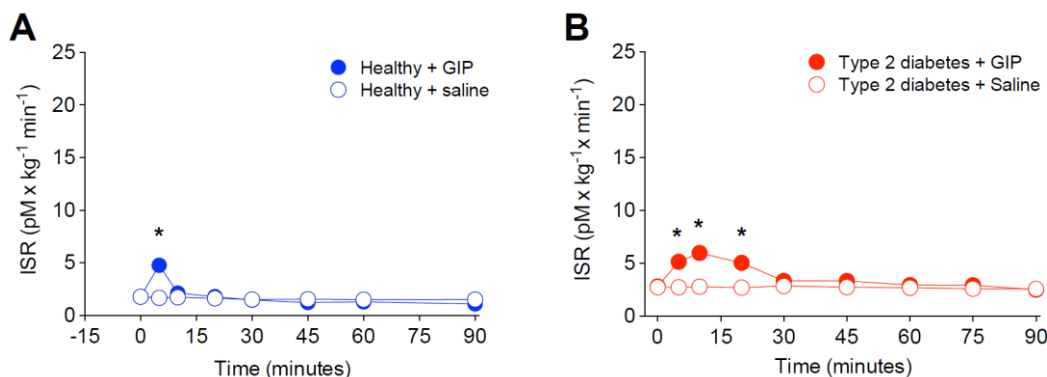 A
25
20
15
10
5
0
ISR (pM x kg⁻¹ min⁻¹)
Healthy + GIP
Healthy + saline
*
-15 0 15 30 45 60 75 90
Time (minutes)
B
25
20
15
10
5
0
ISR (pM x kg⁻¹x min⁻¹)
Type 2 diabetes + GIP
Type 2 diabetes + Saline
* * *
0 15 30 45 60 75 90
Time (minutes)